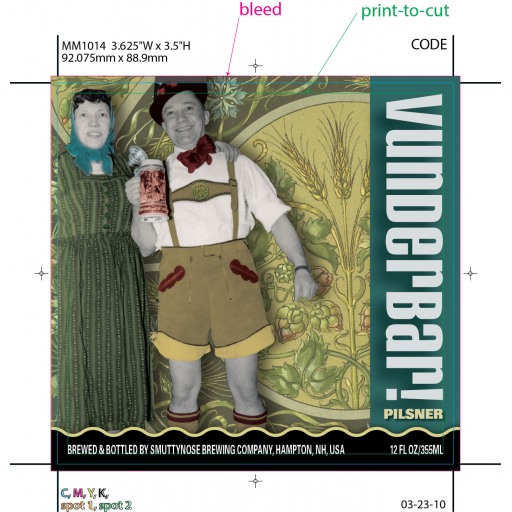 bleed
print-to-cut
MM1014 3.625"W x 3.5"H
92.075mm x 88.9mm
CODE
VUNDERBAR!
PILSNER
BREWED & BOTTLED BY SMUTTYNOSE BREWING COMPANY, HAMPTON, NH, USA
12 FL OZ/355ML
C, M, Y, K,
spot 1, spot 2
03-23-10